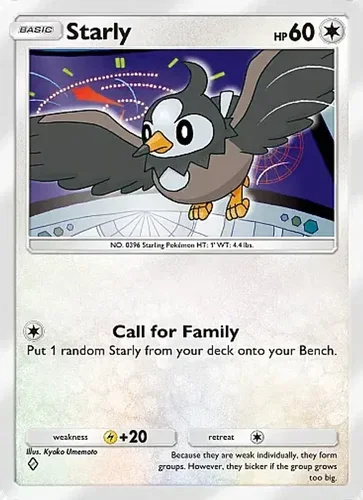 BASIC Starly HP 60
NO. 0396 Starling Pokémon HT: 1' WT: 4.4 lbs.
Call for Family
Put 1 random Starly from your deck onto your Bench.
weakness +20 retreat
Illus. Kyoko Umemoto
Because they are weak individually, they form
groups. However, they bicker if the group grows
too big.